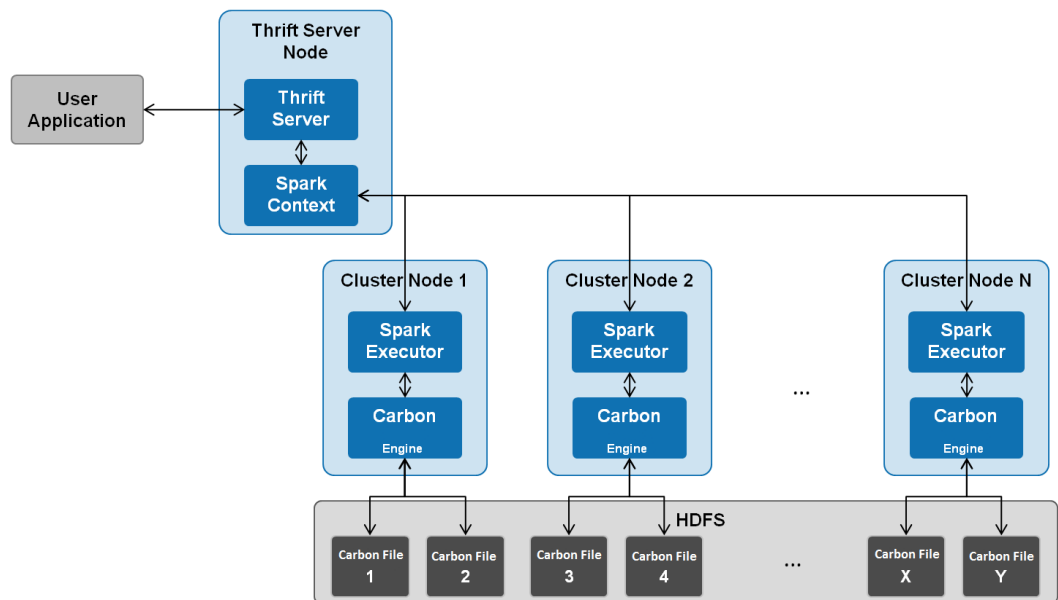 Thrift Server
Node
User
Application
Thrift
Server
Spark
Context
Cluster Node 1
Cluster Node 2
Cluster Node N
Spark
Executor
Spark
Executor
Spark
Executor
...
Carbon
Engine
Carbon
Engine
Carbon
Engine
HDFS
Carbon File
1
Carbon File
2
Carbon File
3
Carbon File
4
...
Carbon File
X
Carbon File
Y